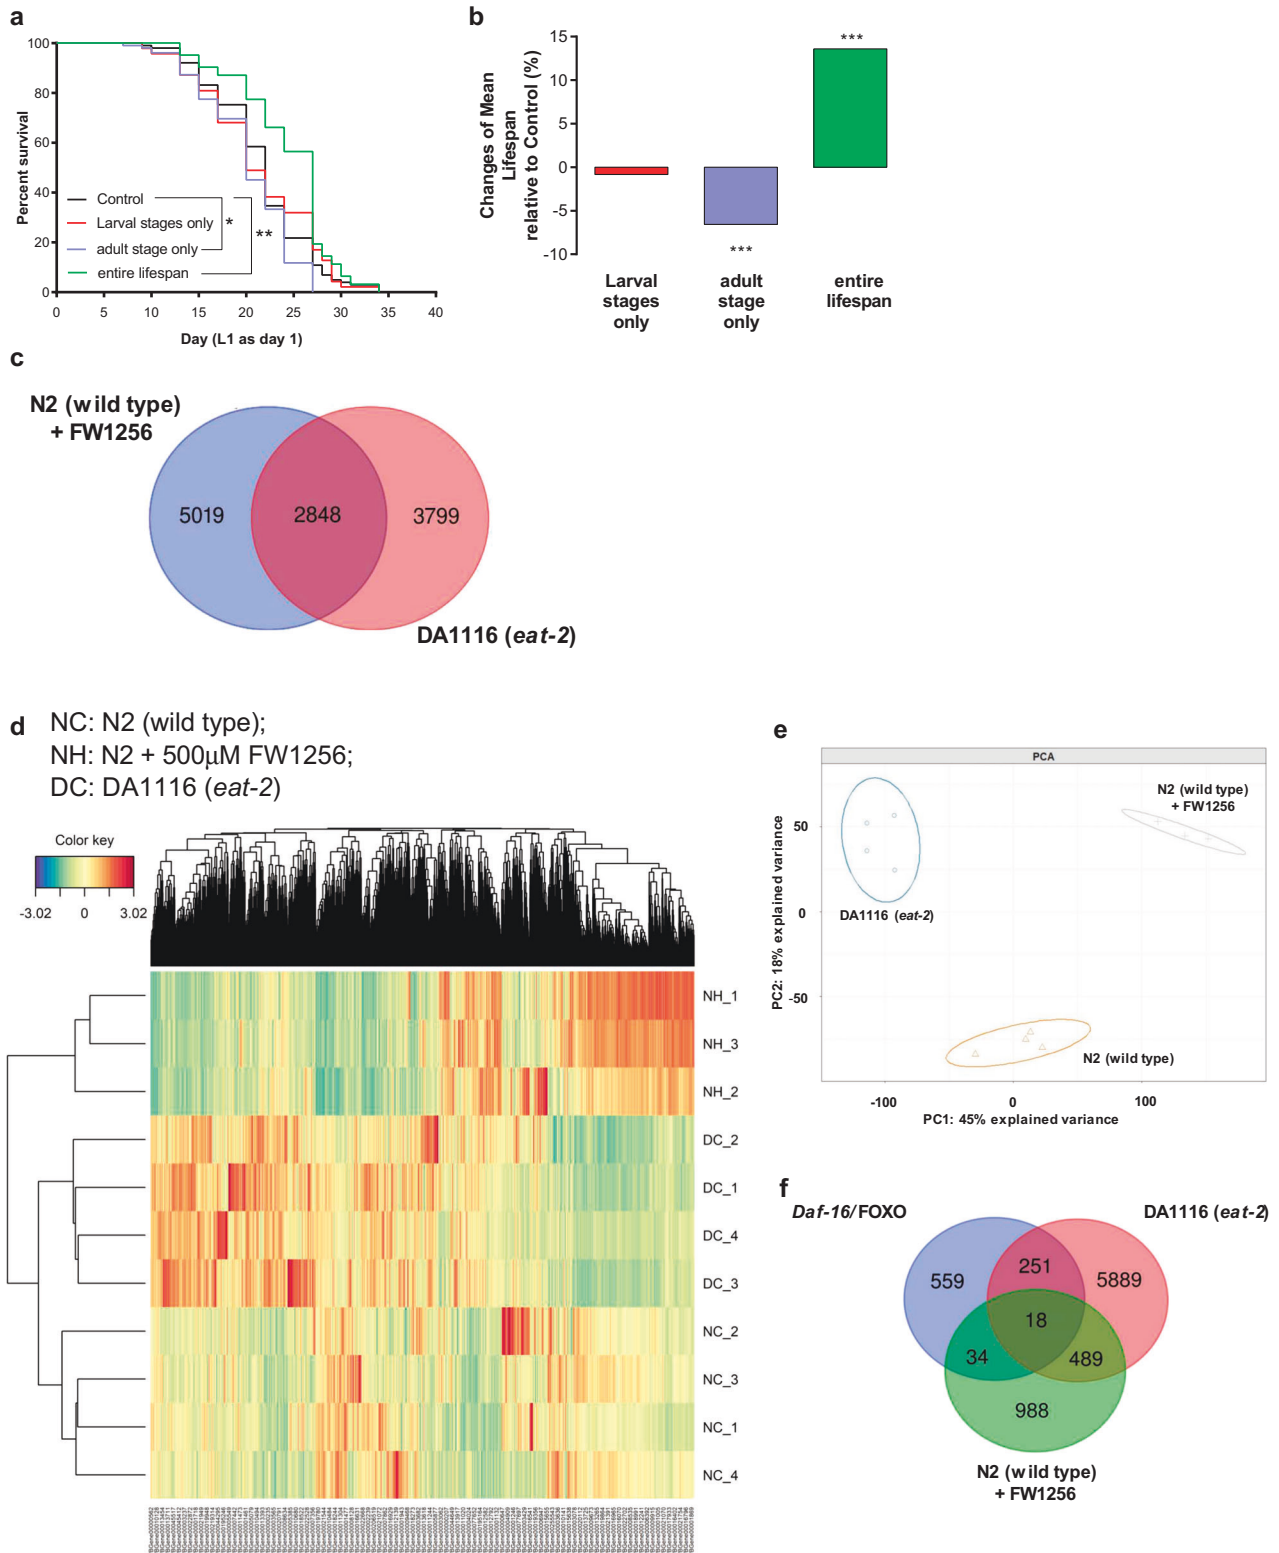 a
100
80
60
40
20
0
Percent survival
Control
Larval stages only
adult stage only
entire lifespan
*
**
0 5 10 15 20 25 30 35 40
Day (L1 as day 1)
b
15
10
5
0
-5
-10
Changes of Mean
Lifespan
relative to Control (%)
***
***
Larval
stages
only
adult
stage
only
entire
lifespan
c
N2 (wild type)
+ FW1256
5019
2848
3799
DA1116 (eat-2)
d
NC: N2 (wild type);
NH: N2 + 500μM FW1256;
DC: DA1116 (eat-2)
Color key
-3.02 0 3.02
NH_1
NH_3
NH_2
DC_2
DC_1
DC_4
DC_3
NC_2
NC_3
NC_1
NC_4
e
PCA
N2 (wild type)
+ FW1256
DA1116 (eat-2)
N2 (wild type)
50
0
-50
PC2: 18% explained variance
-100 0 100
PC1: 45% explained variance
f
Daf-16/FOXO
DA1116 (eat-2)
559
251
5889
18
34
489
988
N2 (wild type)
+ FW1256